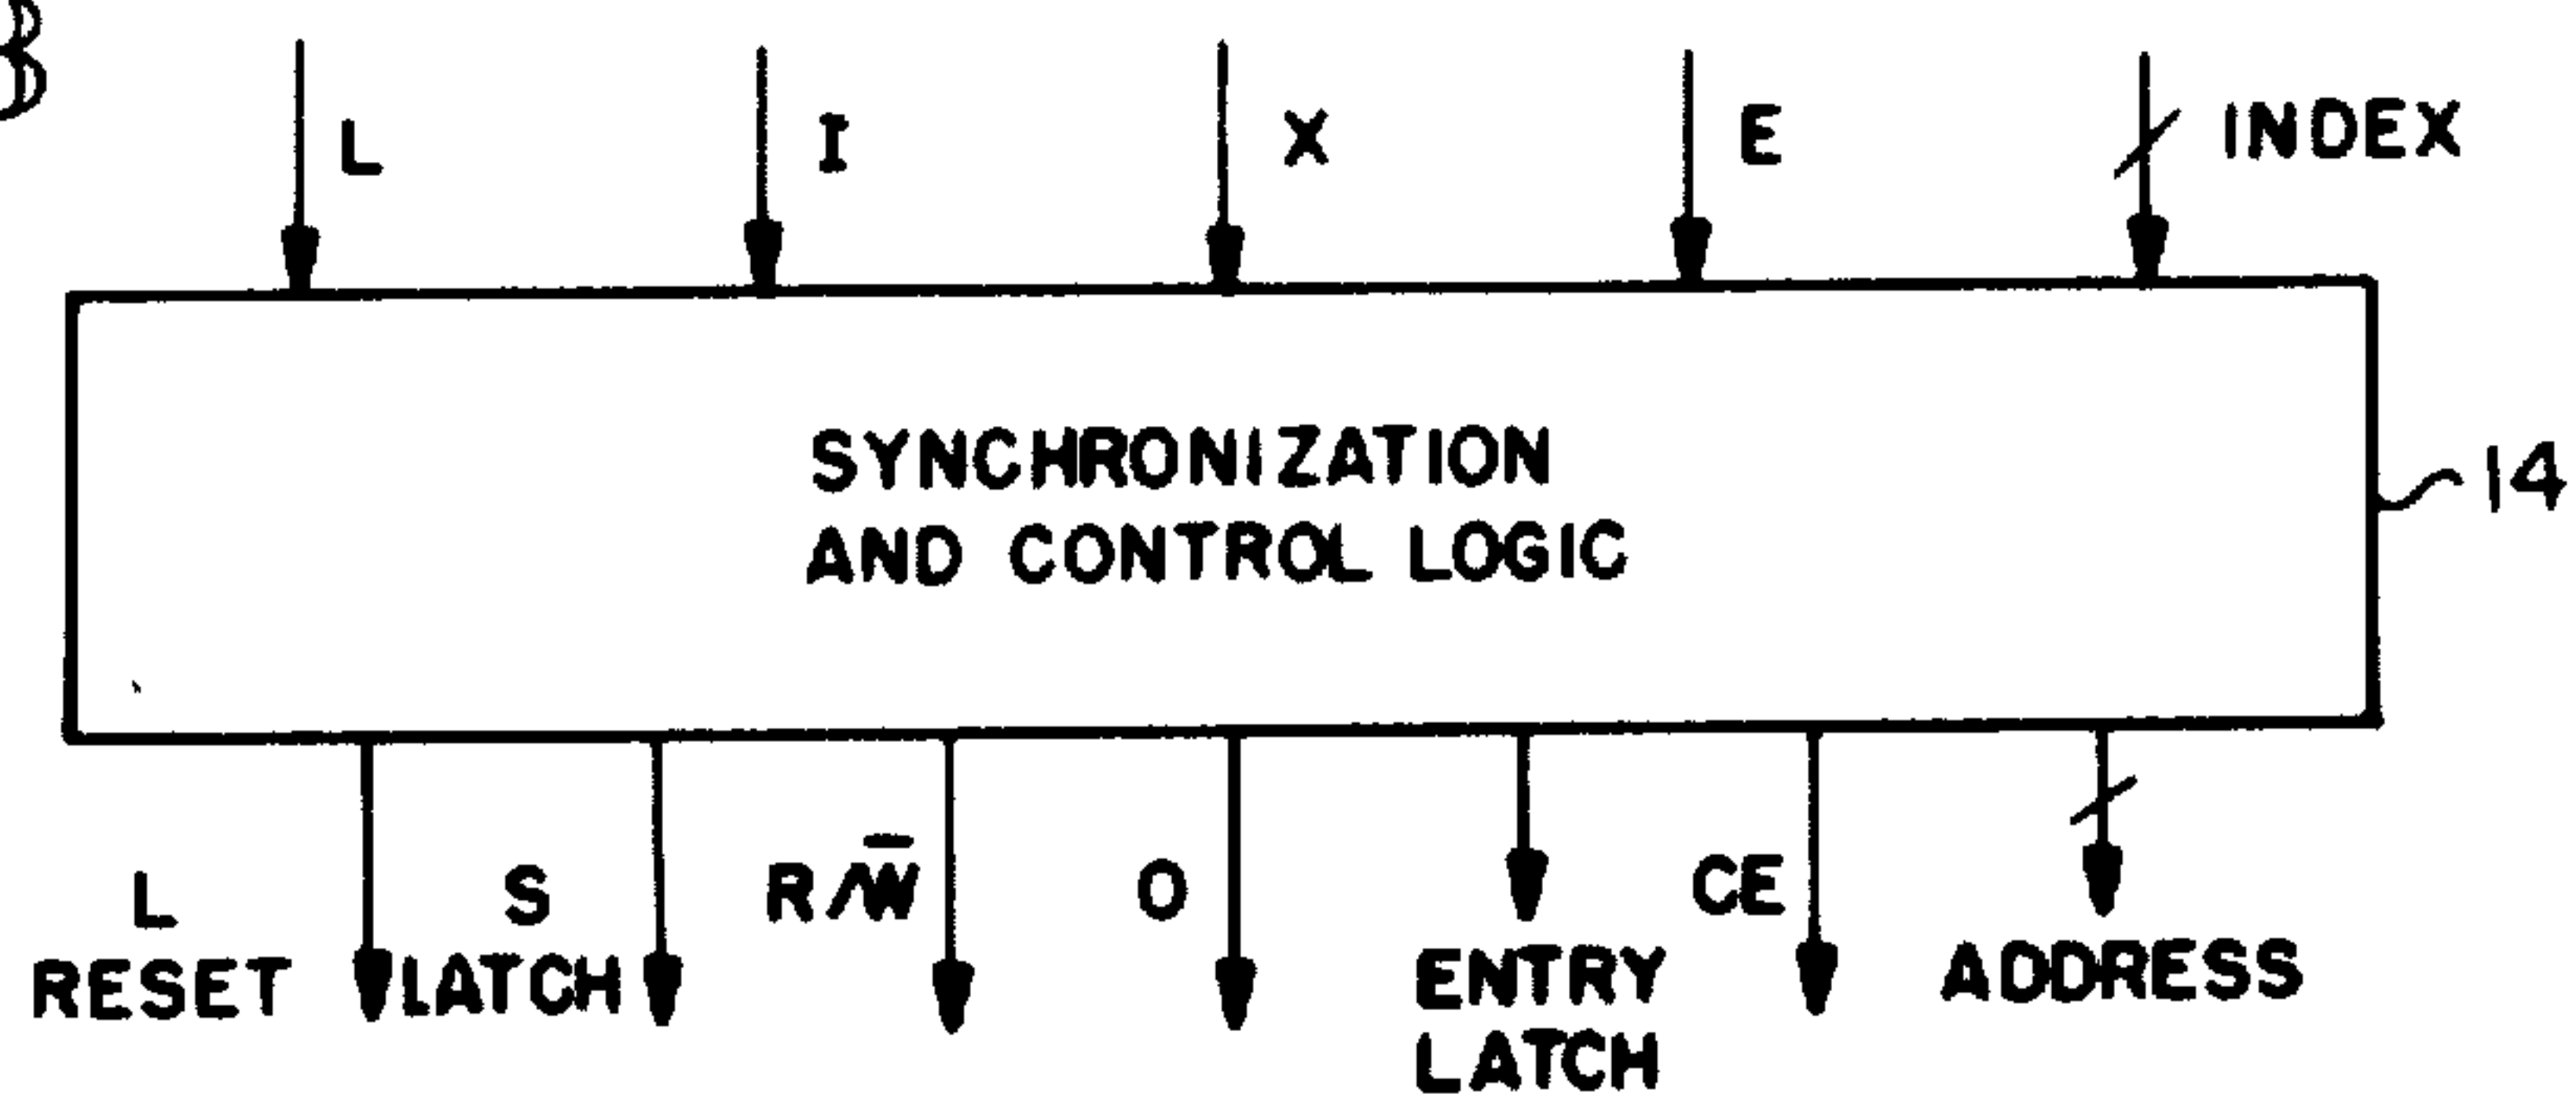 L I X E INDEX
SYNCHRONIZATION
AND CONTROL LOGIC
14
L S R/W̅ O CE
RESET LATCH ENTRY ADDRESS
LATCH